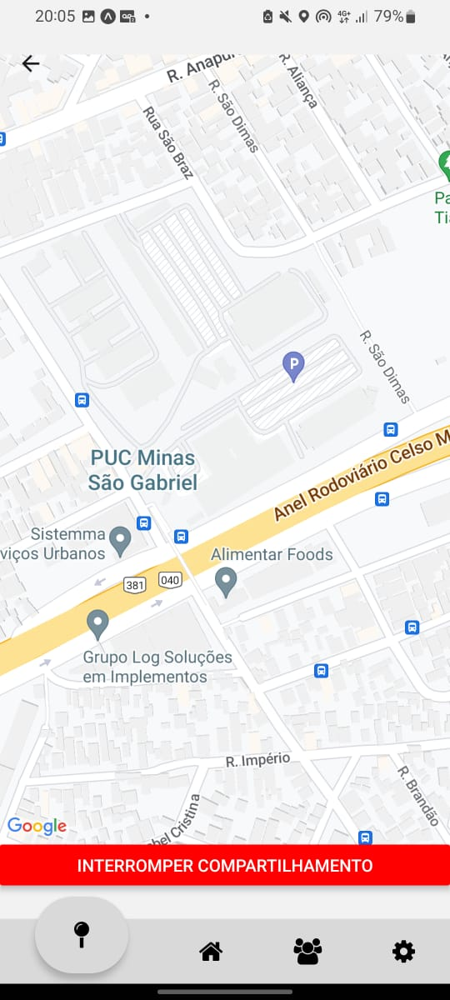 20:05
4G+
79%
R. Anapur
R. Aliança
R. São Dimas
Rua São Braz
Pa
Tia
P
R. São Dimas
PUC Minas
São Gabriel
Anel Rodoviário Celso M
Sistemma
viços Urbanos
Alimentar Foods
381
040
Grupo Log Soluções
em Implementos
R. Império
R. Brandão
bel Cristina
Google
INTERROMPER COMPARTILHAMENTO